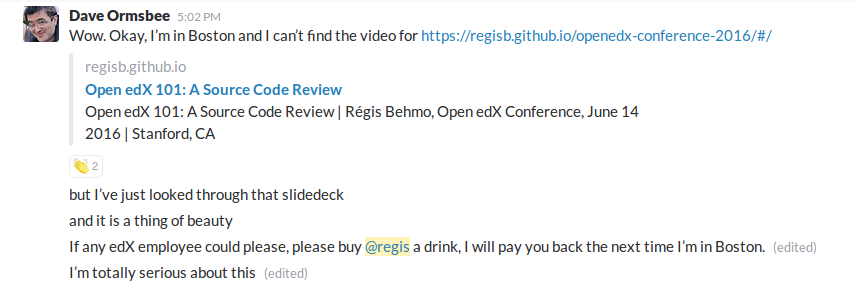 Dave Ormsbee 5:02 PM
Wow. Okay, I'm in Boston and I can't find the video for https://regisb.github.io/openedx-conference-2016/#/
regisb.github.io
Open edX 101: A Source Code Review
Open edX 101: A Source Code Review | Régis Behmo, Open edX Conference, June 14
2016 | Stanford, CA
👏 2
but I've just looked through that slidedeck
and it is a thing of beauty
If any edX employee could please, please buy @regis a drink, I will pay you back the next time I'm in Boston. (edited)
I'm totally serious about this (edited)